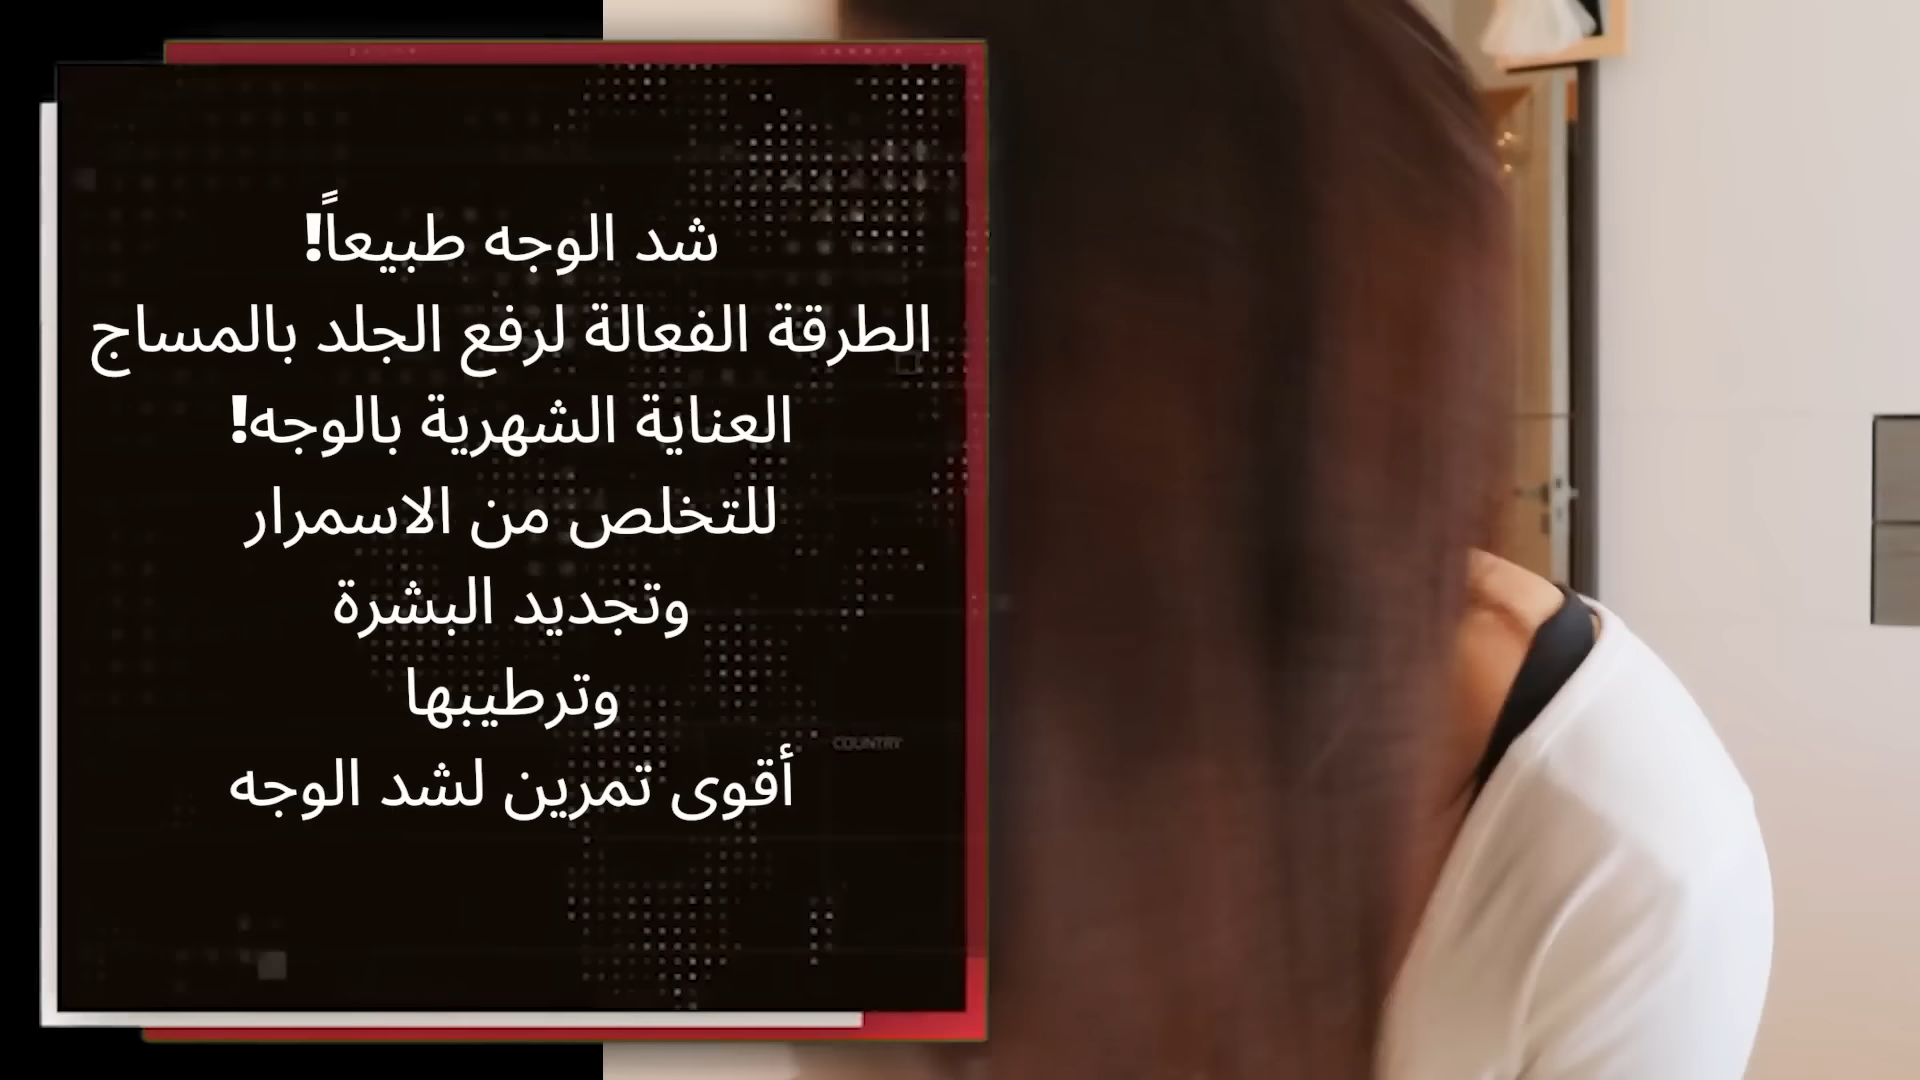 شد الوجه طبيعاً!
الطرقة الفعالة لرفع الجلد بالمساج
العناية الشهرية بالوجه!
للتخلص من الاسمرار
وتجديد البشرة
وترطيبها
أقوى تمرين لشد الوجه
COUNTRY